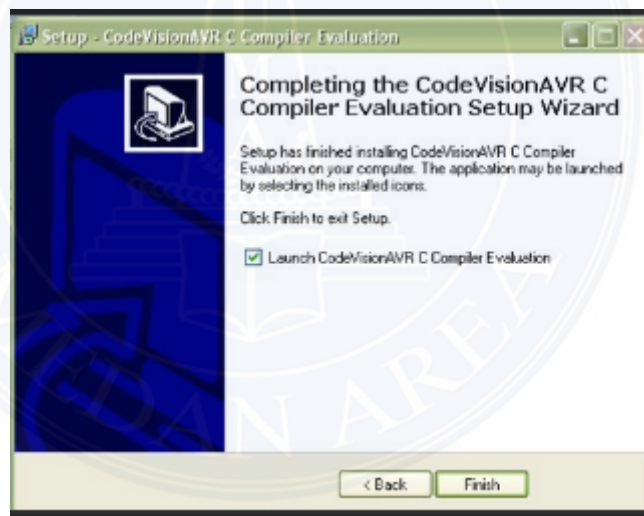 Setup - CodeVisionAVR C Compiler Evaluation
Completing the CodeVisionAVR C
Compiler Evaluation Setup Wizard
Setup has finished installing CodeVisionAVR C Compiler
Evaluation on your computer. The application may be launched
by selecting the installed icons.
Click Finish to exit Setup.
Launch CodeVisionAVR C Compiler Evaluation
MEDAN AREA
< Back
Finish